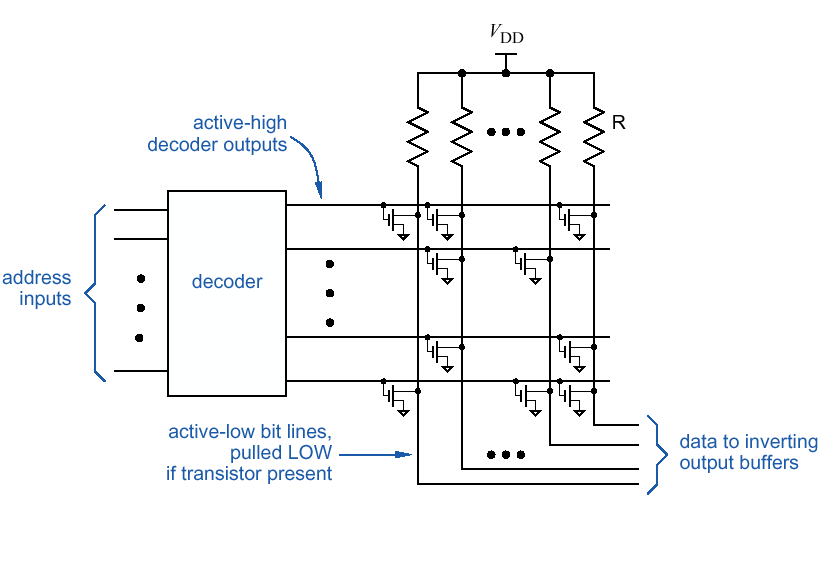 VDD
R
active-high
decoder outputs
address
inputs
decoder
active-low bit lines,
pulled LOW
if transistor present
data to inverting
output buffers